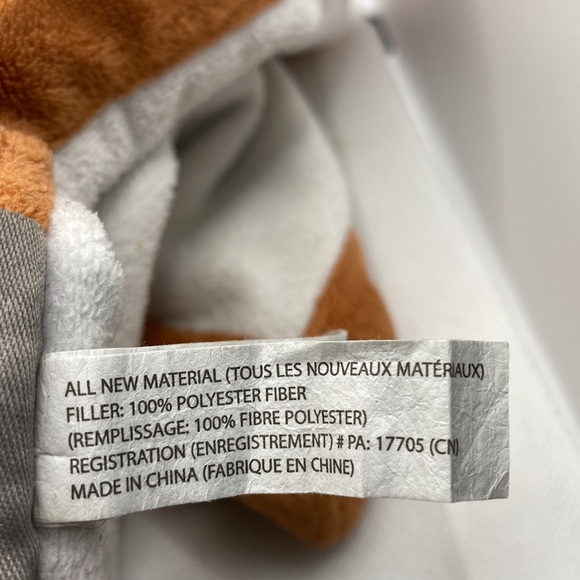 ALL NEW MATERIAL (TOUS LES NOUVEAUX MATÉRIAUX)
FILLER: 100% POLYESTER FIBER
(REMPLISSAGE: 100% FIBRE POLYESTER)
REGISTRATION (ENREGISTREMENT) # PA: 17705 (CN)
MADE IN CHINA (FABRIQUE EN CHINE)